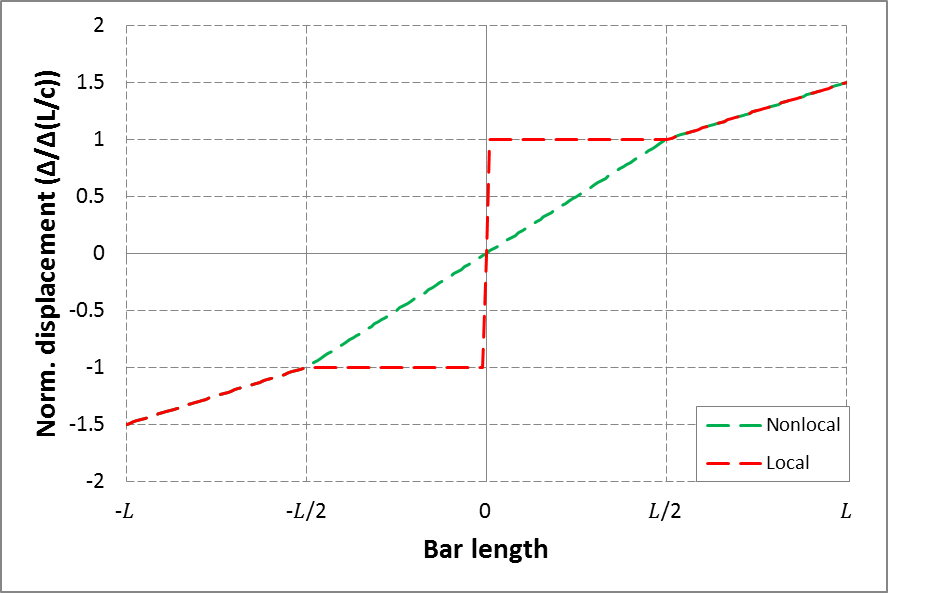 2
1.5
1
0.5
0
-0.5
-1
-1.5
-2
Norm. displacement (Δ/Δ(L/c))
-L
-L/2
0
L/2
L
Bar length
Nonlocal
Local